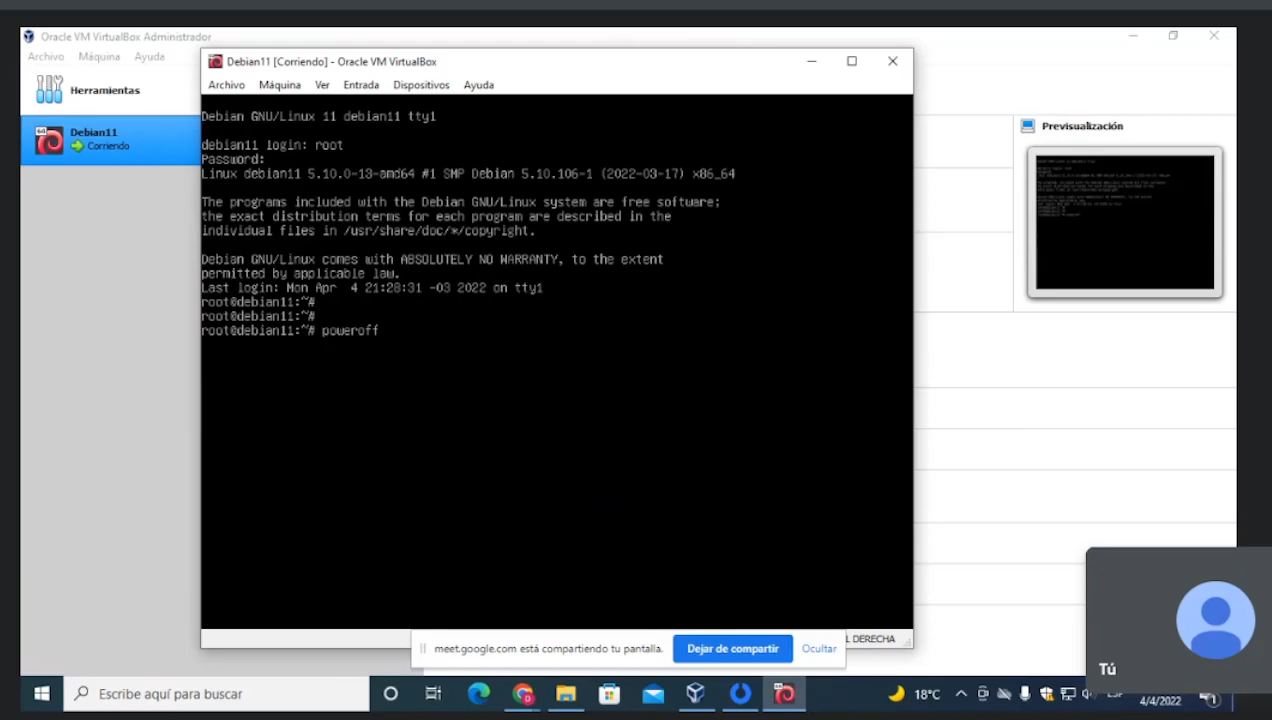 Oracle VM VirtualBox Administrador
Archivo Máquina Ayuda
Herramientas
Debian11
Corriendo
Debian11 [Corriendo] - Oracle VM VirtualBox
Archivo Máquina Ver Entrada Dispositivos Ayuda
Debian GNU/Linux 11 debian11 tty1
debian11 login: root
Password:
Linux debian11 5.10.0-13-amd64 #1 SMP Debian 5.10.106-1 (2022-03-17) x86_64
The programs included with the Debian GNU/Linux system are free software;
the exact distribution terms for each program are described in the
individual files in /usr/share/doc/*/copyright.
Debian GNU/Linux comes with ABSOLUTELY NO WARRANTY, to the extent
permitted by applicable law.
Last login: Mon Apr  4 21:28:31 -03 2022 on tty1
root@debian11:~#
root@debian11:~#
root@debian11:~# poweroff
Previsualización
L DERECHA
meet.google.com está compartiendo tu pantalla.
Dejar de compartir
Ocultar
Tú
Escribe aquí para buscar
18°C
4/4/2022
1